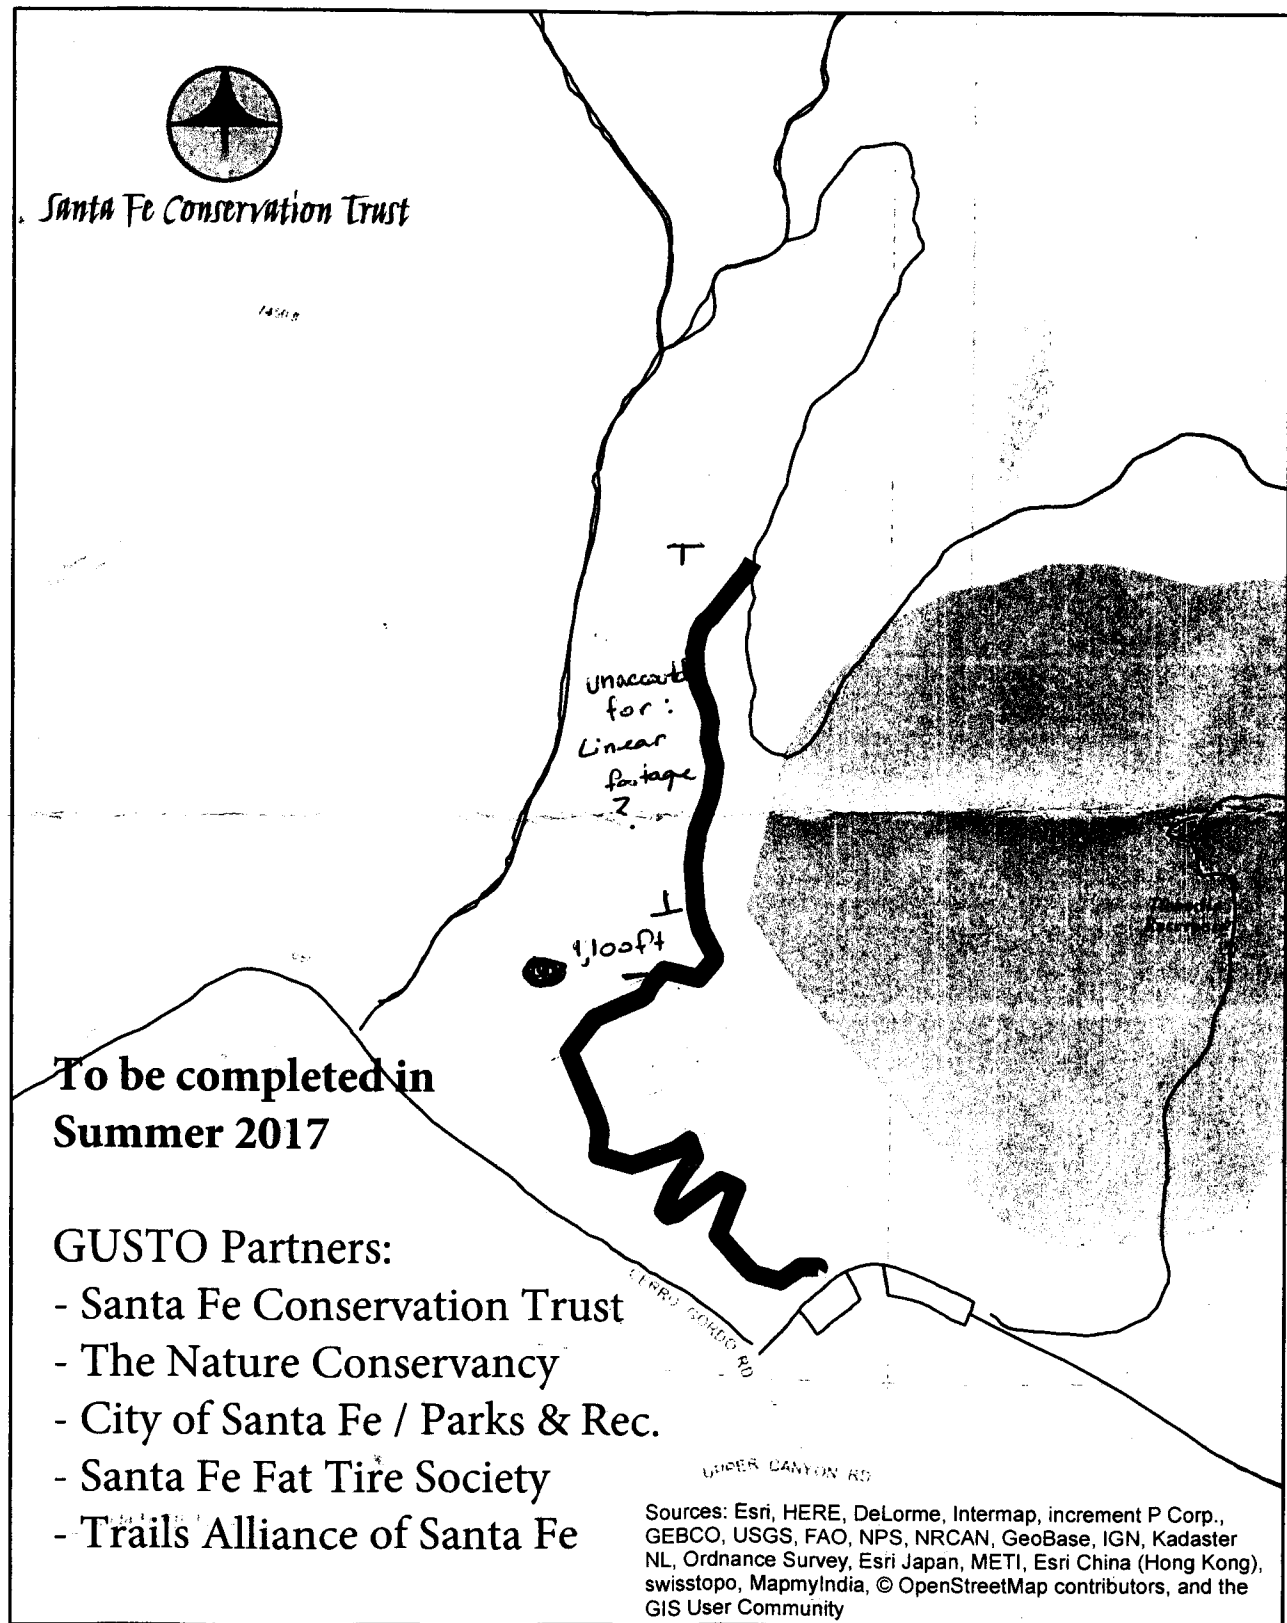 Santa Fe Conservation Trust
unaccountd
for :
Linear
footage
?
1,100ft
To be completed in
Summer 2017
GUSTO Partners:
- Santa Fe Conservation Trust
- The Nature Conservancy
- City of Santa Fe / Parks & Rec.
- Santa Fe Fat Tire Society
- Trails Alliance of Santa Fe
CERRO GORDO RD
UPPER CANYON RD
Sources: Esri, HERE, DeLorme, Intermap, increment P Corp.,
GEBCO, USGS, FAO, NPS, NRCAN, GeoBase, IGN, Kadaster
NL, Ordnance Survey, Esri Japan, METI, Esri China (Hong Kong),
swisstopo, MapmyIndia, © OpenStreetMap contributors, and the
GIS User Community